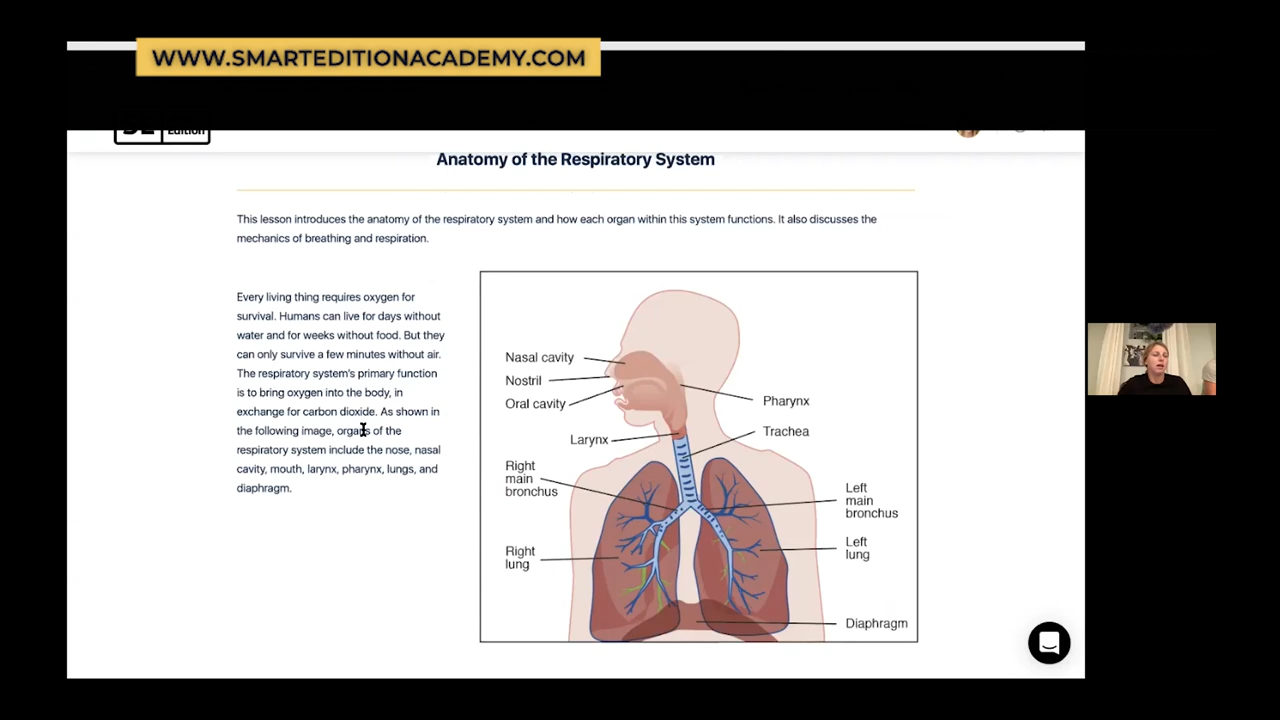 WWW.SMARTEDITIONACADEMY.COM
Edition
Anatomy of the Respiratory System
This lesson introduces the anatomy of the respiratory system and how each organ within this system functions. It also discusses the
mechanics of breathing and respiration.
Every living thing requires oxygen for
survival. Humans can live for days without
water and for weeks without food. But they
can only survive a few minutes without air.
The respiratory system's primary function
is to bring oxygen into the body, in
exchange for carbon dioxide. As shown in
the following image, organs of the
respiratory system include the nose, nasal
cavity, mouth, larynx, pharynx, lungs, and
diaphragm.
Nasal cavity
Nostril
Oral cavity
Larynx
Right
main
bronchus
Right
lung
Pharynx
Trachea
Left
main
bronchus
Left
lung
Diaphragm